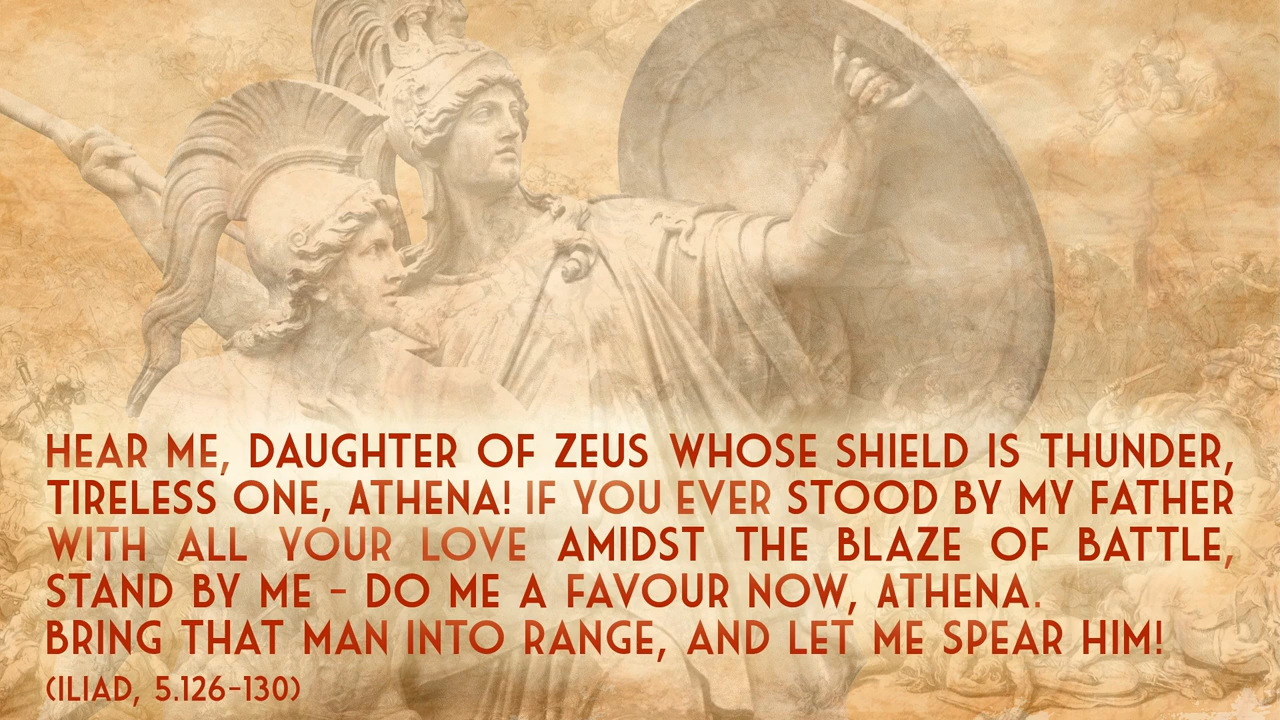 HEAR ME, DAUGHTER OF ZEUS WHOSE SHIELD IS THUNDER,
TIRELESS ONE, ATHENA! IF YOU EVER STOOD BY MY FATHER
WITH ALL YOUR LOVE AMIDST THE BLAZE OF BATTLE,
STAND BY ME – DO ME A FAVOUR NOW, ATHENA.
BRING THAT MAN INTO RANGE, AND LET ME SPEAR HIM!
(ILIAD, 5.126-130)